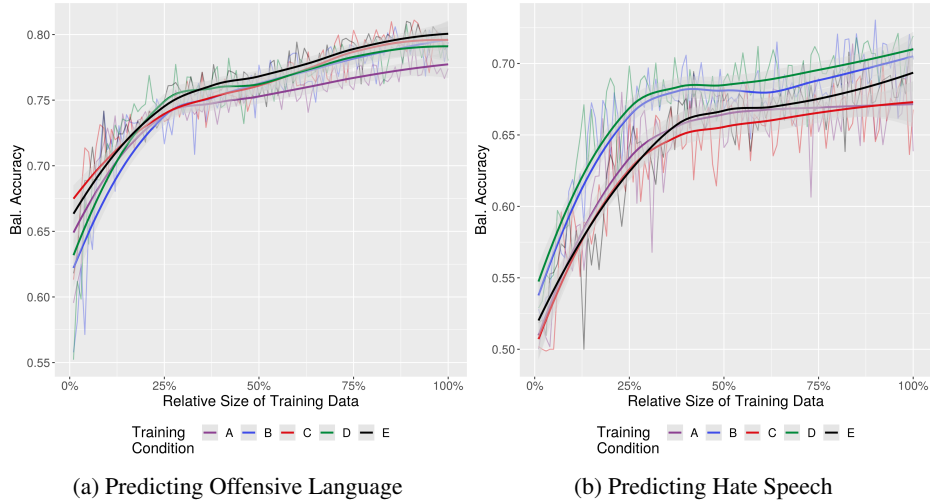 0.80
0.75
0.70
0.65
0.60
0.55
Bal. Accuracy
0% 25% 50% 75% 100%
Relative Size of Training Data
Training Condition A B C D E
(a) Predicting Offensive Language
0.70
0.65
0.60
0.55
0.50
Bal. Accuracy
0% 25% 50% 75% 100%
Relative Size of Training Data
Training Condition A B C D E
(b) Predicting Hate Speech